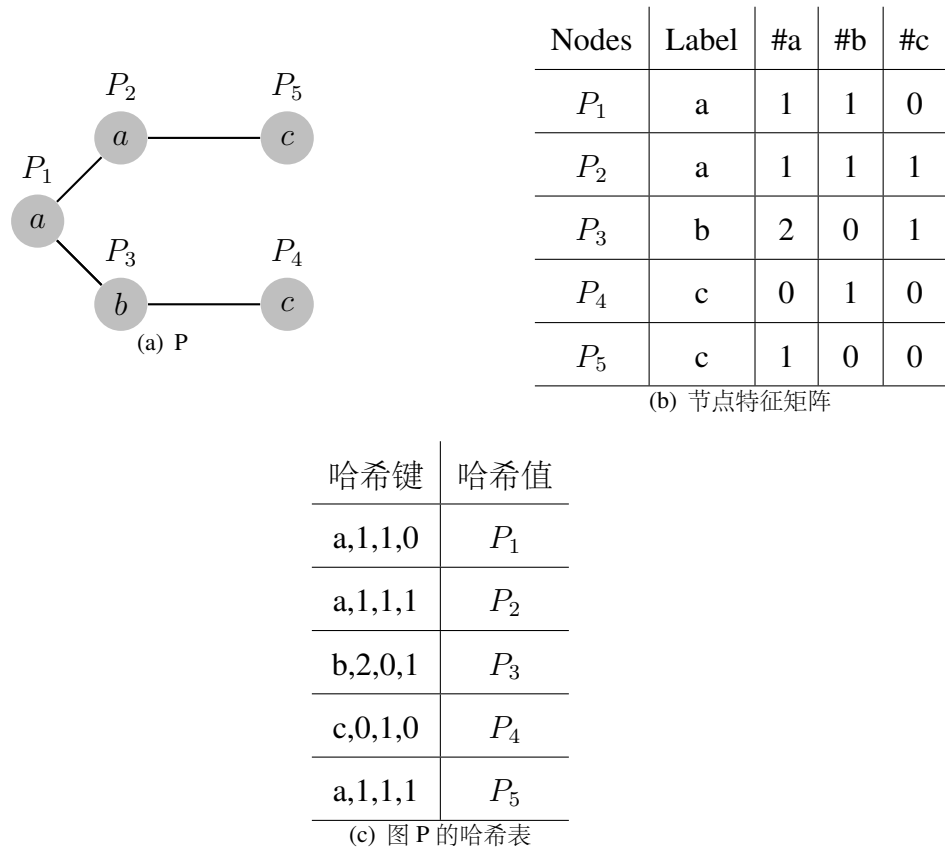 P₂ P₅
a c
P₁
a
P₃ P₄
b c
(a) P
Nodes Label #a #b #c
P₁ a 1 1 0
P₂ a 1 1 1
P₃ b 2 0 1
P₄ c 0 1 0
P₅ c 1 0 0
(b) 节点特征矩阵
哈希键 哈希值
a,1,1,0 P₁
a,1,1,1 P₂
b,2,0,1 P₃
c,0,1,0 P₄
a,1,1,1 P₅
(c) 图 P 的哈希表